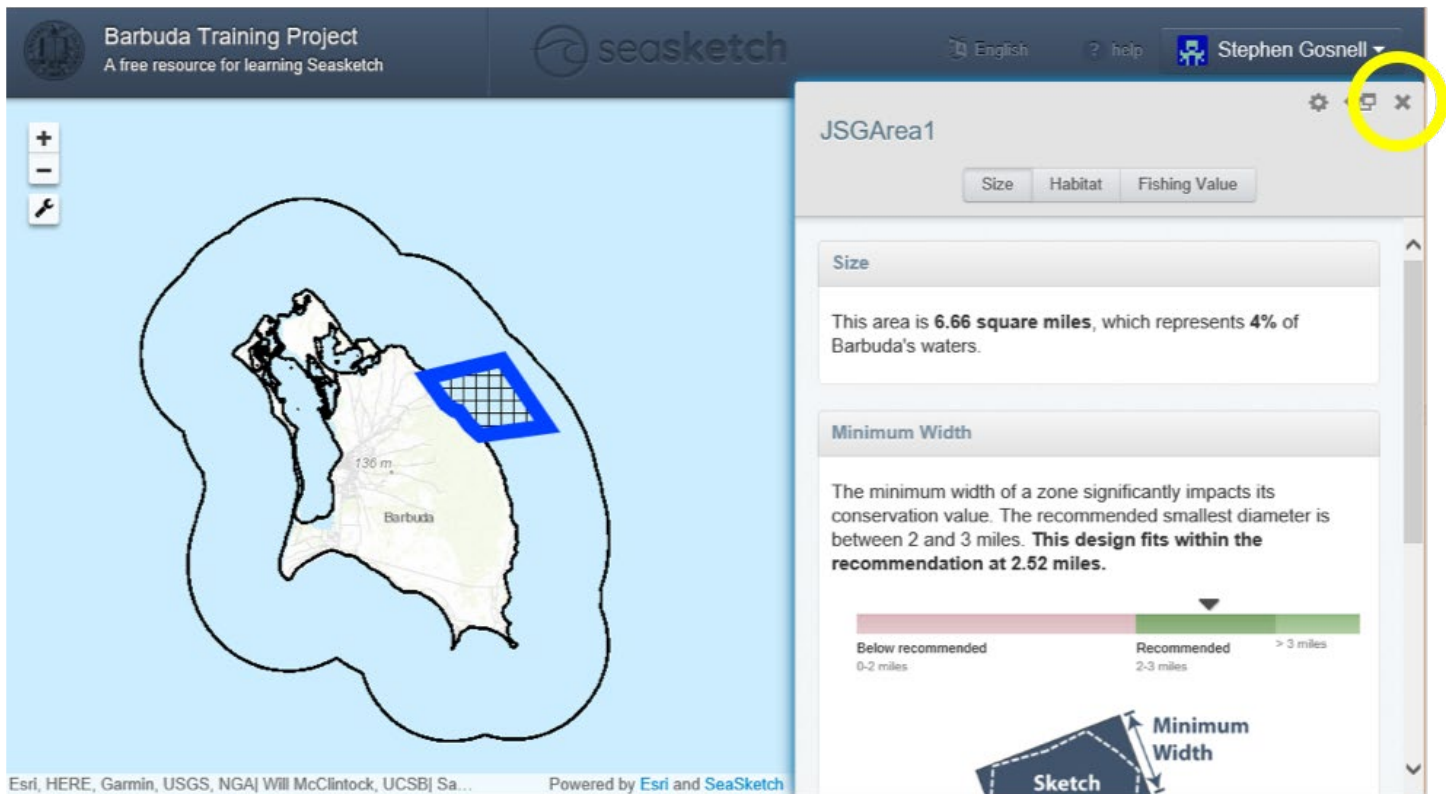 Barbuda Training Project
A free resource for learning Seasketch
seasketch
English
? help
Stephen Gosnell
+
−
JSGArea1
Size
Habitat
Fishing Value
Size
This area is 6.66 square miles, which represents 4% of
Barbuda's waters.
Minimum Width
The minimum width of a zone significantly impacts its
conservation value. The recommended smallest diameter is
between 2 and 3 miles. This design fits within the
recommendation at 2.52 miles.
Below recommended
0-2 miles
Recommended
2-3 miles
> 3 miles
Minimum
Width
Sketch
136 m
Barbuda
Esri, HERE, Garmin, USGS, NGA| Will McClintock, UCSB| Sa...
Powered by Esri and SeaSketch